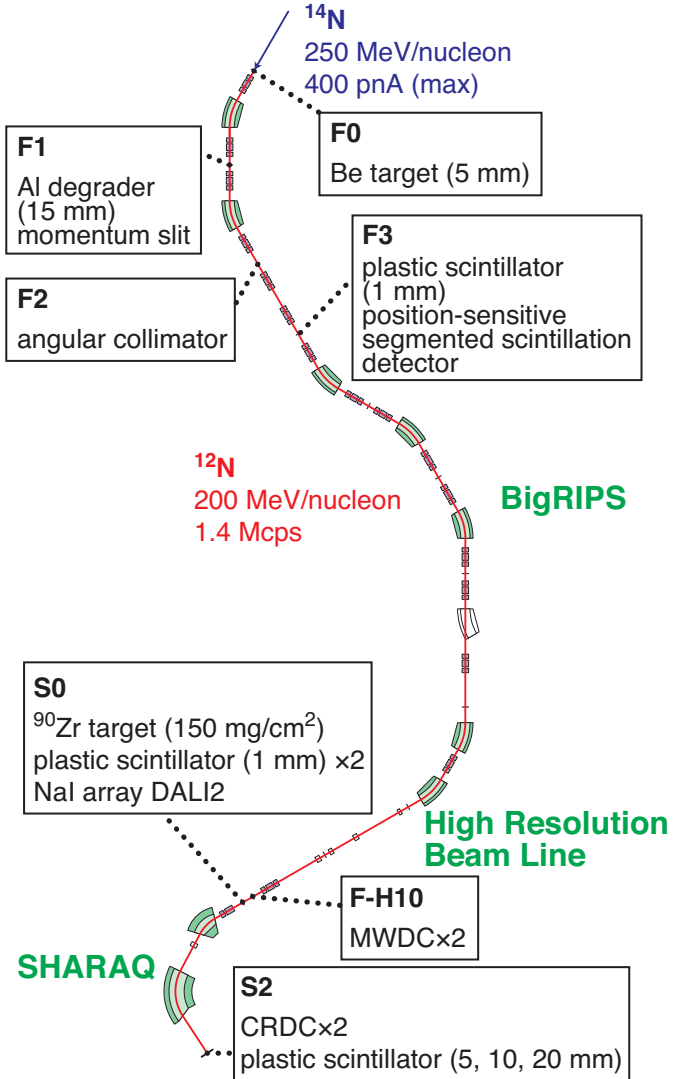 ¹⁴N
250 MeV/nucleon
400 pnA (max)
F0
Be target (5 mm)
F1
Al degrader
(15 mm)
momentum slit
F2
angular collimator
F3
plastic scintillator
(1 mm)
position-sensitive
segmented scintillation
detector
¹²N
200 MeV/nucleon
1.4 Mcps
BigRIPS
S0
⁹⁰Zr target (150 mg/cm²)
plastic scintillator (1 mm) ×2
NaI array DALI2
High Resolution
Beam Line
F-H10
MWDC×2
SHARAQ
S2
CRDC×2
plastic scintillator (5, 10, 20 mm)